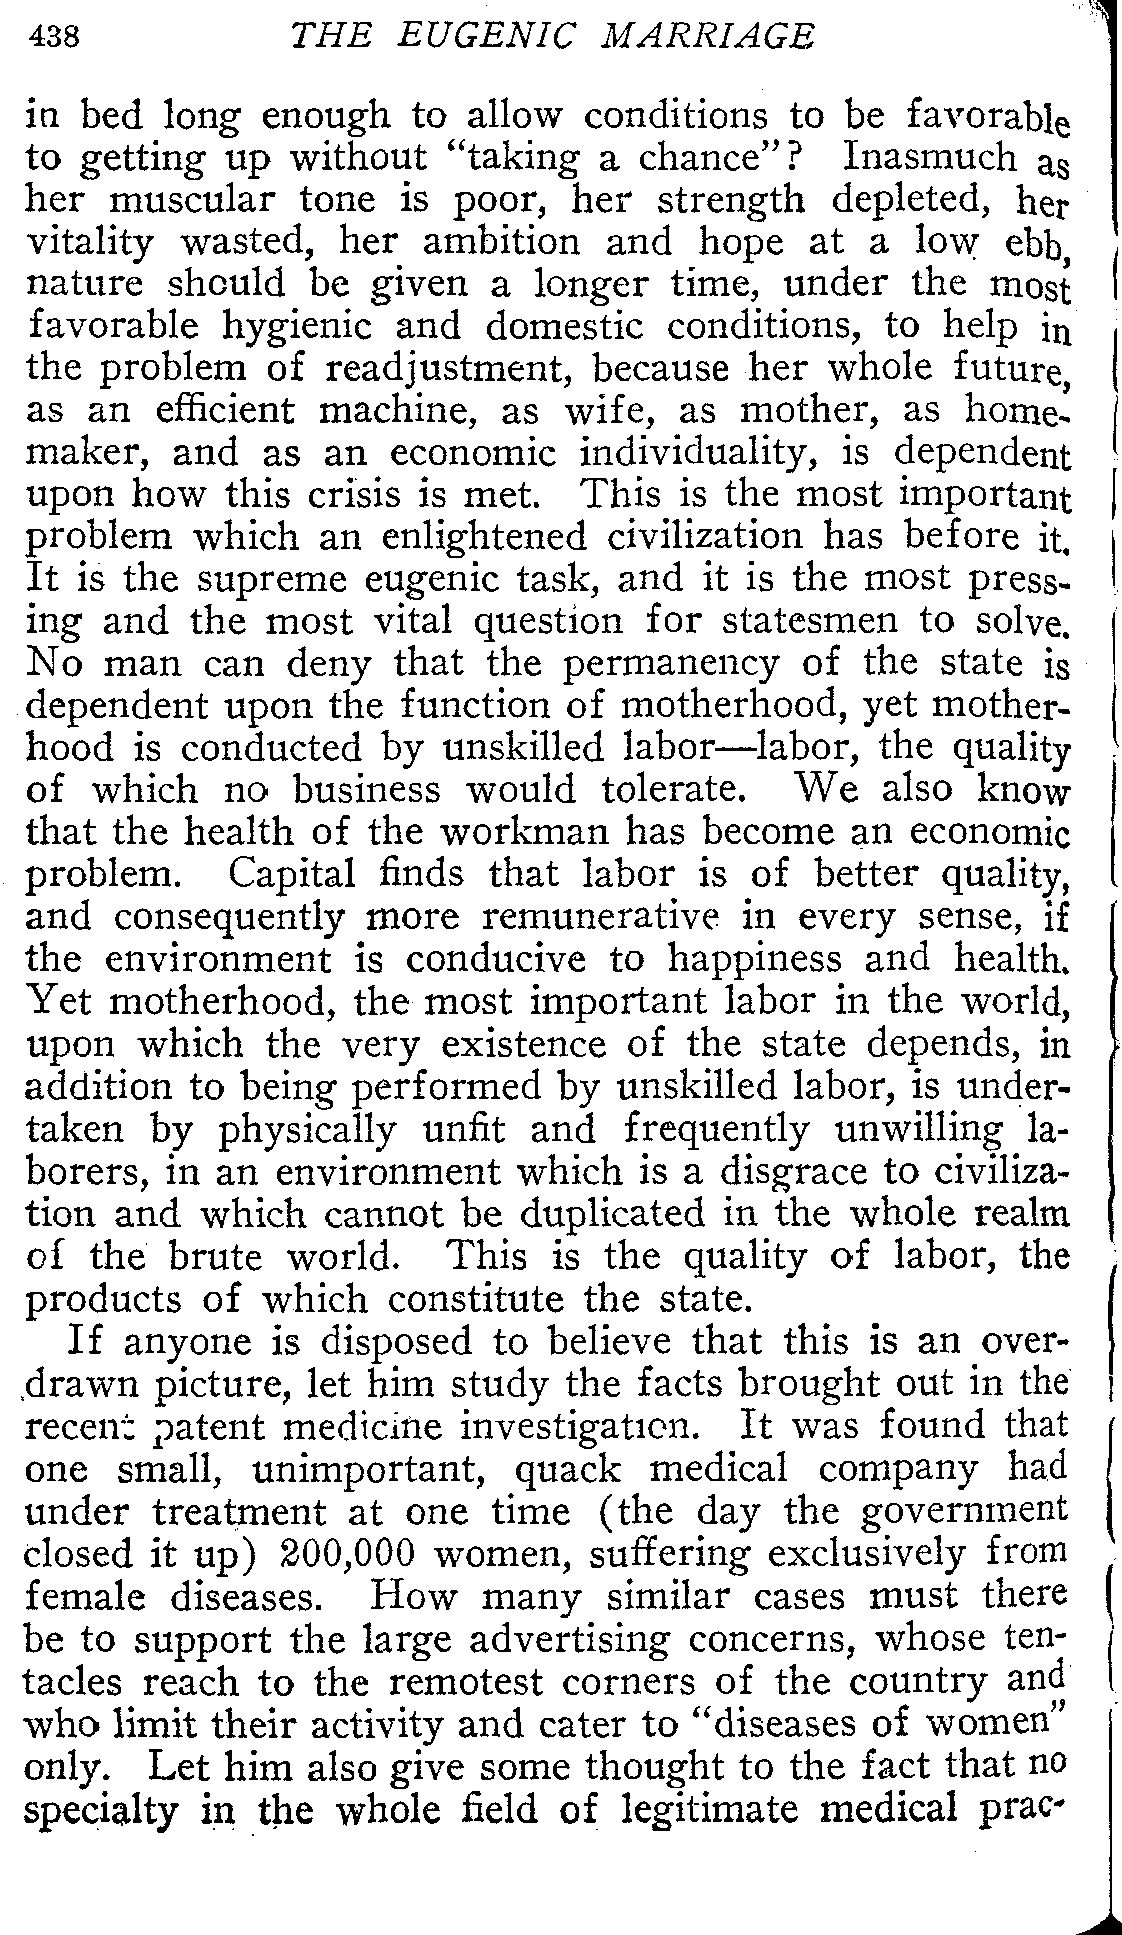 438 THE EUGENIC MARRIAGE
in bed long enough to allow conditions to be favorable
to getting up without "taking a chance"? Inasmuch as
her muscular tone is poor, her strength depleted, her
vitality wasted, her ambition and hope at a low ebb,
nature should be given a longer time, under the most
favorable hygienic and domestic conditions, to help in
the problem of readjustment, because her whole future,
as an efficient machine, as wife, as mother, as home-
maker, and as an economic individuality, is dependent
upon how this crisis is met. This is the most important
problem which an enlightened civilization has before it.
It is the supreme eugenic task, and it is the most press-
ing and the most vital question for statesmen to solve.
No man can deny that the permanency of the state is
dependent upon the function of motherhood, yet mother-
hood is conducted by unskilled labor—labor, the quality
of which no business would tolerate. We also know
that the health of the workman has become an economic
problem. Capital finds that labor is of better quality,
and consequently more remunerative in every sense, if
the environment is conducive to happiness and health.
Yet motherhood, the most important labor in the world,
upon which the very existence of the state depends, in
addition to being performed by unskilled labor, is under-
taken by physically unfit and frequently unwilling la-
borers, in an environment which is a disgrace to civiliza-
tion and which cannot be duplicated in the whole realm
of the brute world. This is the quality of labor, the
products of which constitute the state.
If anyone is disposed to believe that this is an over-
drawn picture, let him study the facts brought out in the
recent patent medicine investigation. It was found that
one small, unimportant, quack medical company had
under treatment at one time (the day the government
closed it up) 200,000 women, suffering exclusively from
female diseases. How many similar cases must there
be to support the large advertising concerns, whose ten-
tacles reach to the remotest corners of the country and
who limit their activity and cater to "diseases of women"
only. Let him also give some thought to the fact that no
specialty in the whole field of legitimate medical prac-